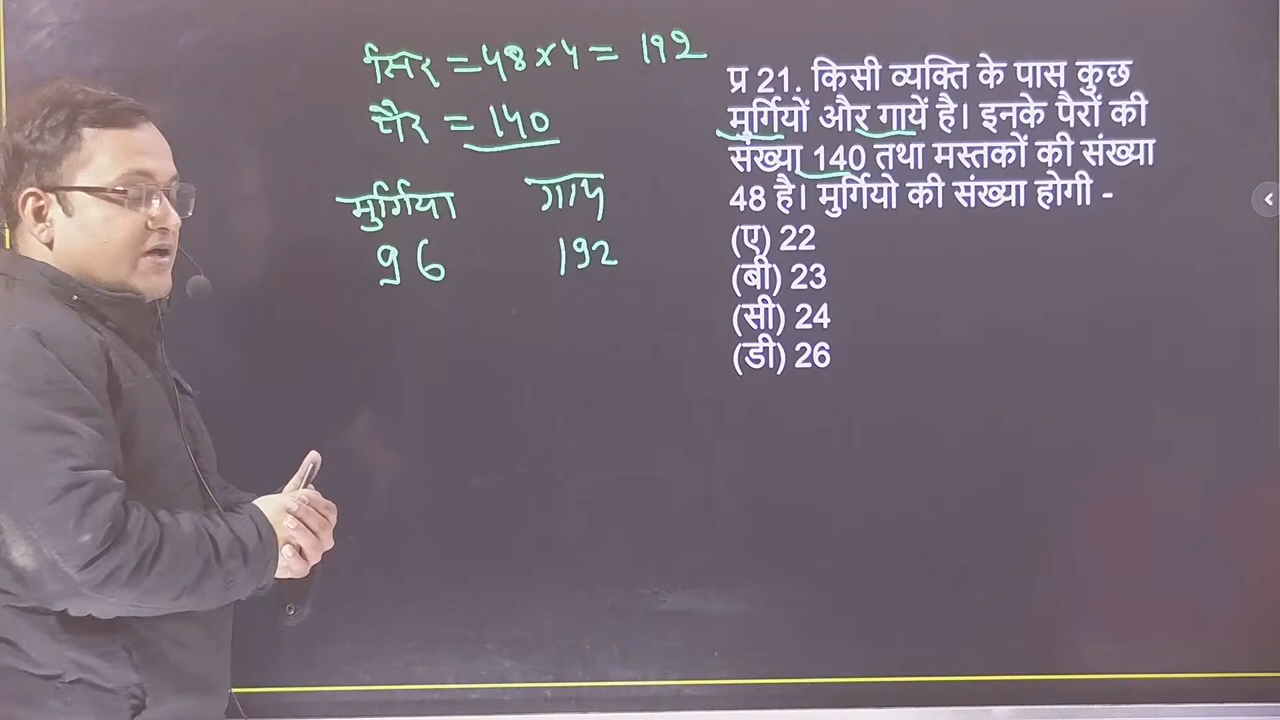 सिर = 48 × 4 = 192
पैर = 140
मुर्गिया गाय
96 192
प्र 21. किसी व्यक्ति के पास कुछ
मुर्गियों और गायें है। इनके पैरों की
संख्या 140 तथा मस्तकों की संख्या
48 है। मुर्गियो की संख्या होगी -
(ए) 22
(बी) 23
(सी) 24
(डी) 26